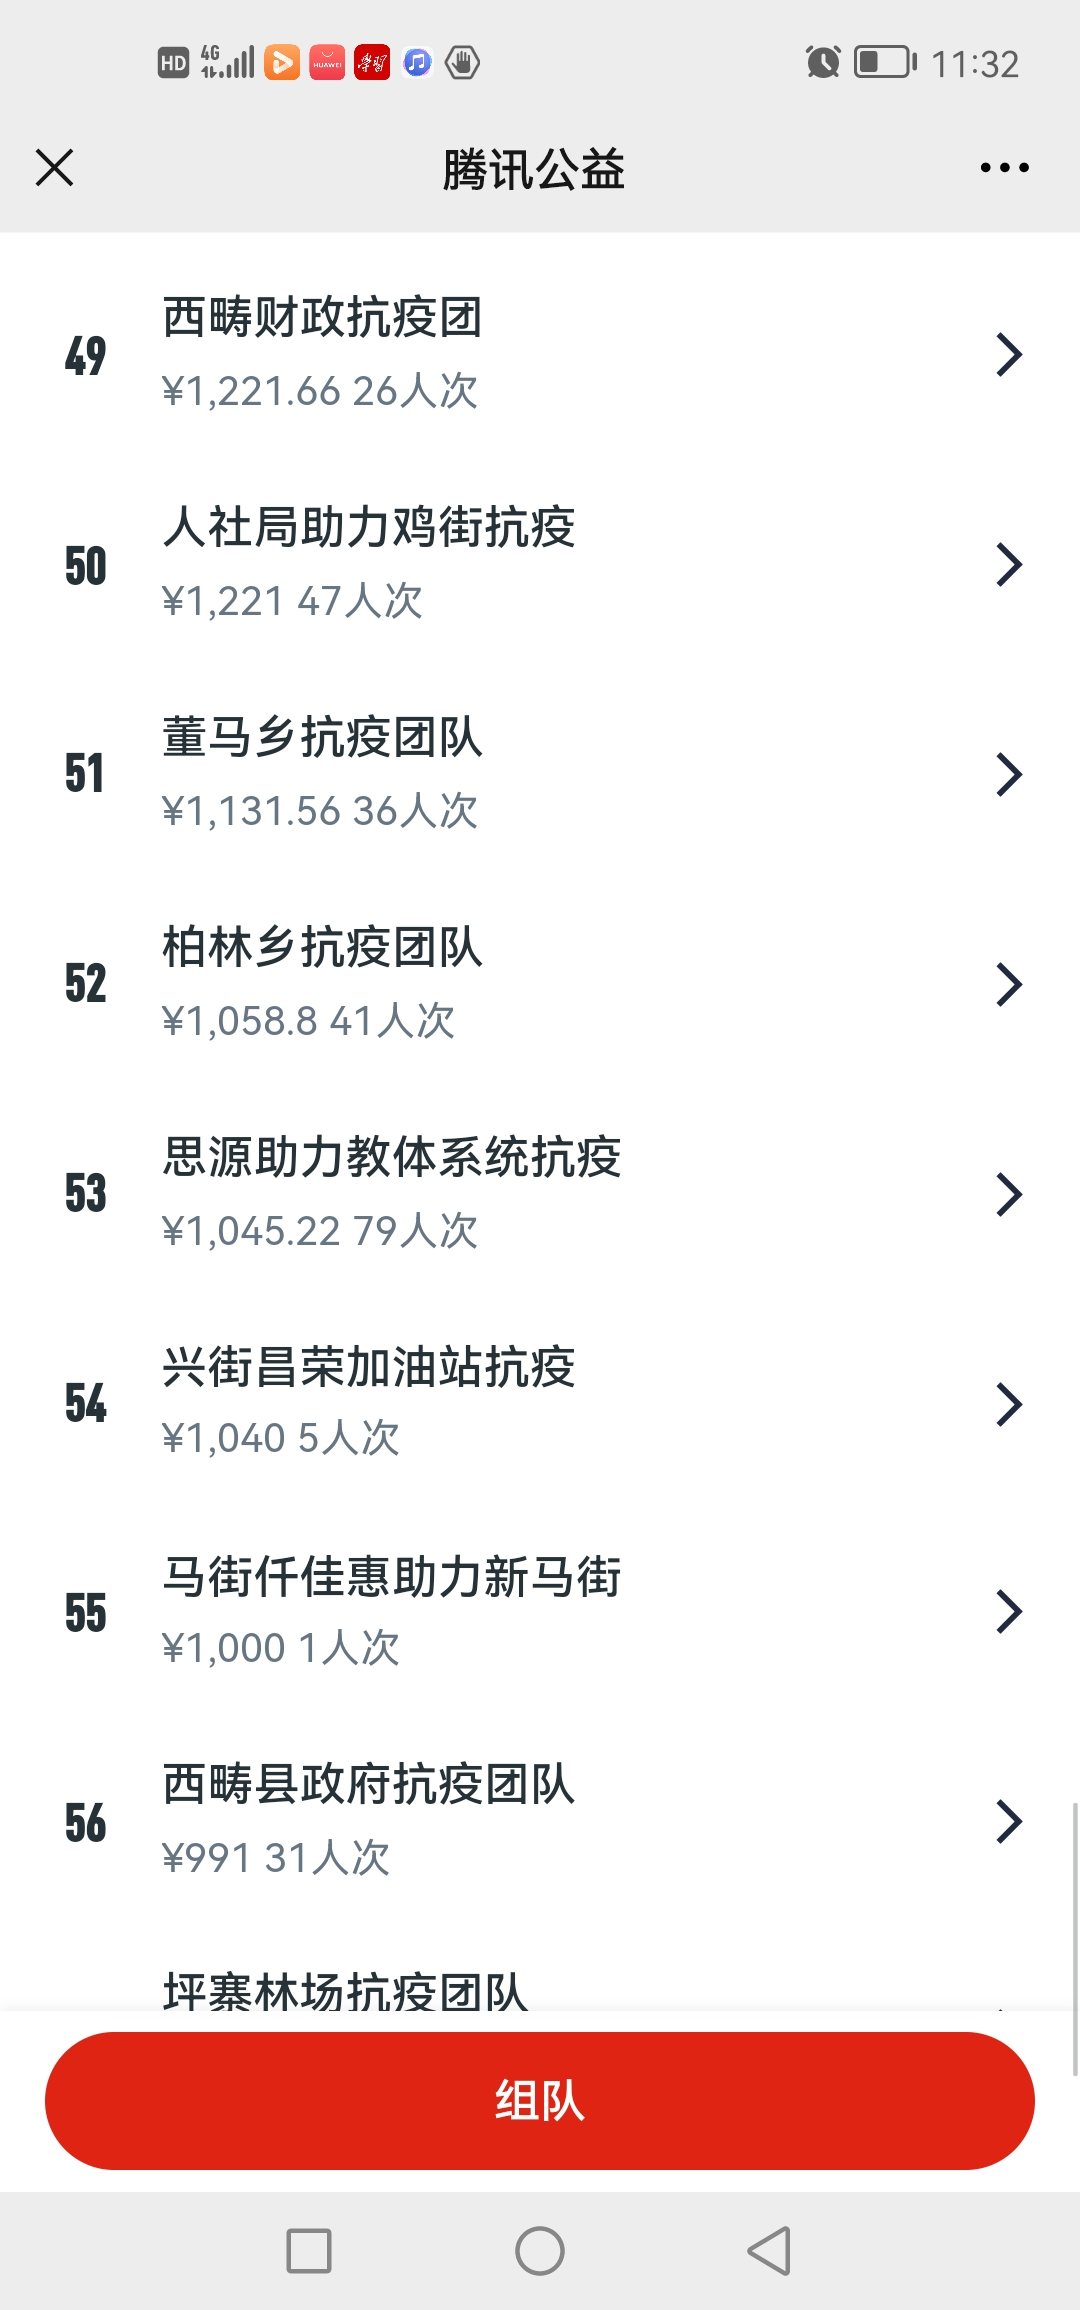 HD 4G HUAWEI 学习 11:32
腾讯公益
49
西畴财政抗疫团
¥1,221.66 26人次
50
人社局助力鸡街抗疫
¥1,221 47人次
51
董马乡抗疫团队
¥1,131.56 36人次
52
柏林乡抗疫团队
¥1,058.8 41人次
53
思源助力教体系统抗疫
¥1,045.22 79人次
54
兴街昌荣加油站抗疫
¥1,040 5人次
55
马街仟佳惠助力新马街
¥1,000 1人次
56
西畴县政府抗疫团队
¥991 31人次
坪寨林场抗疫团队
组队